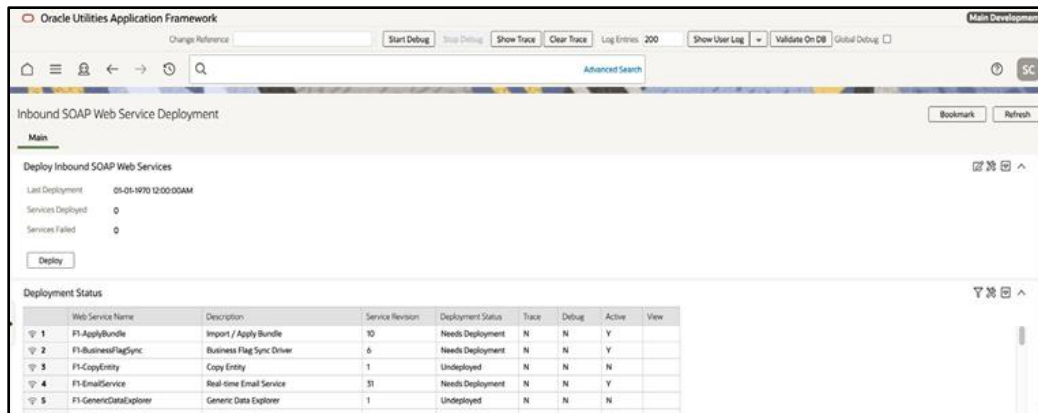 Oracle Utilities Application Framework
Main Development
Change Reference Start Debug Stop Debug Show Trace Clear Trace Log Entries 200 Show User Log Validate On DB Global Debug
Advanced Search
SC
Inbound SOAP Web Service Deployment
Bookmark Refresh
Main
Deploy Inbound SOAP Web Services
Last Deployment 01-01-1970 12:00:00AM
Services Deployed 0
Services Failed 0
Deploy
Deployment Status
Web Service Name Description Service Revision Deployment Status Trace Debug Active View
1 F1-ApplyBundle Import / Apply Bundle 10 Needs Deployment N N Y
2 F1-BusinessFlagSync Business Flag Sync Driver 6 Needs Deployment N N Y
3 F1-CopyEntity Copy Entity 1 Undeployed N N N
4 F1-EmailService Real-time Email Service 31 Needs Deployment N N Y
5 F1-GenericDataExplorer Generic Data Explorer 1 Undeployed N N N